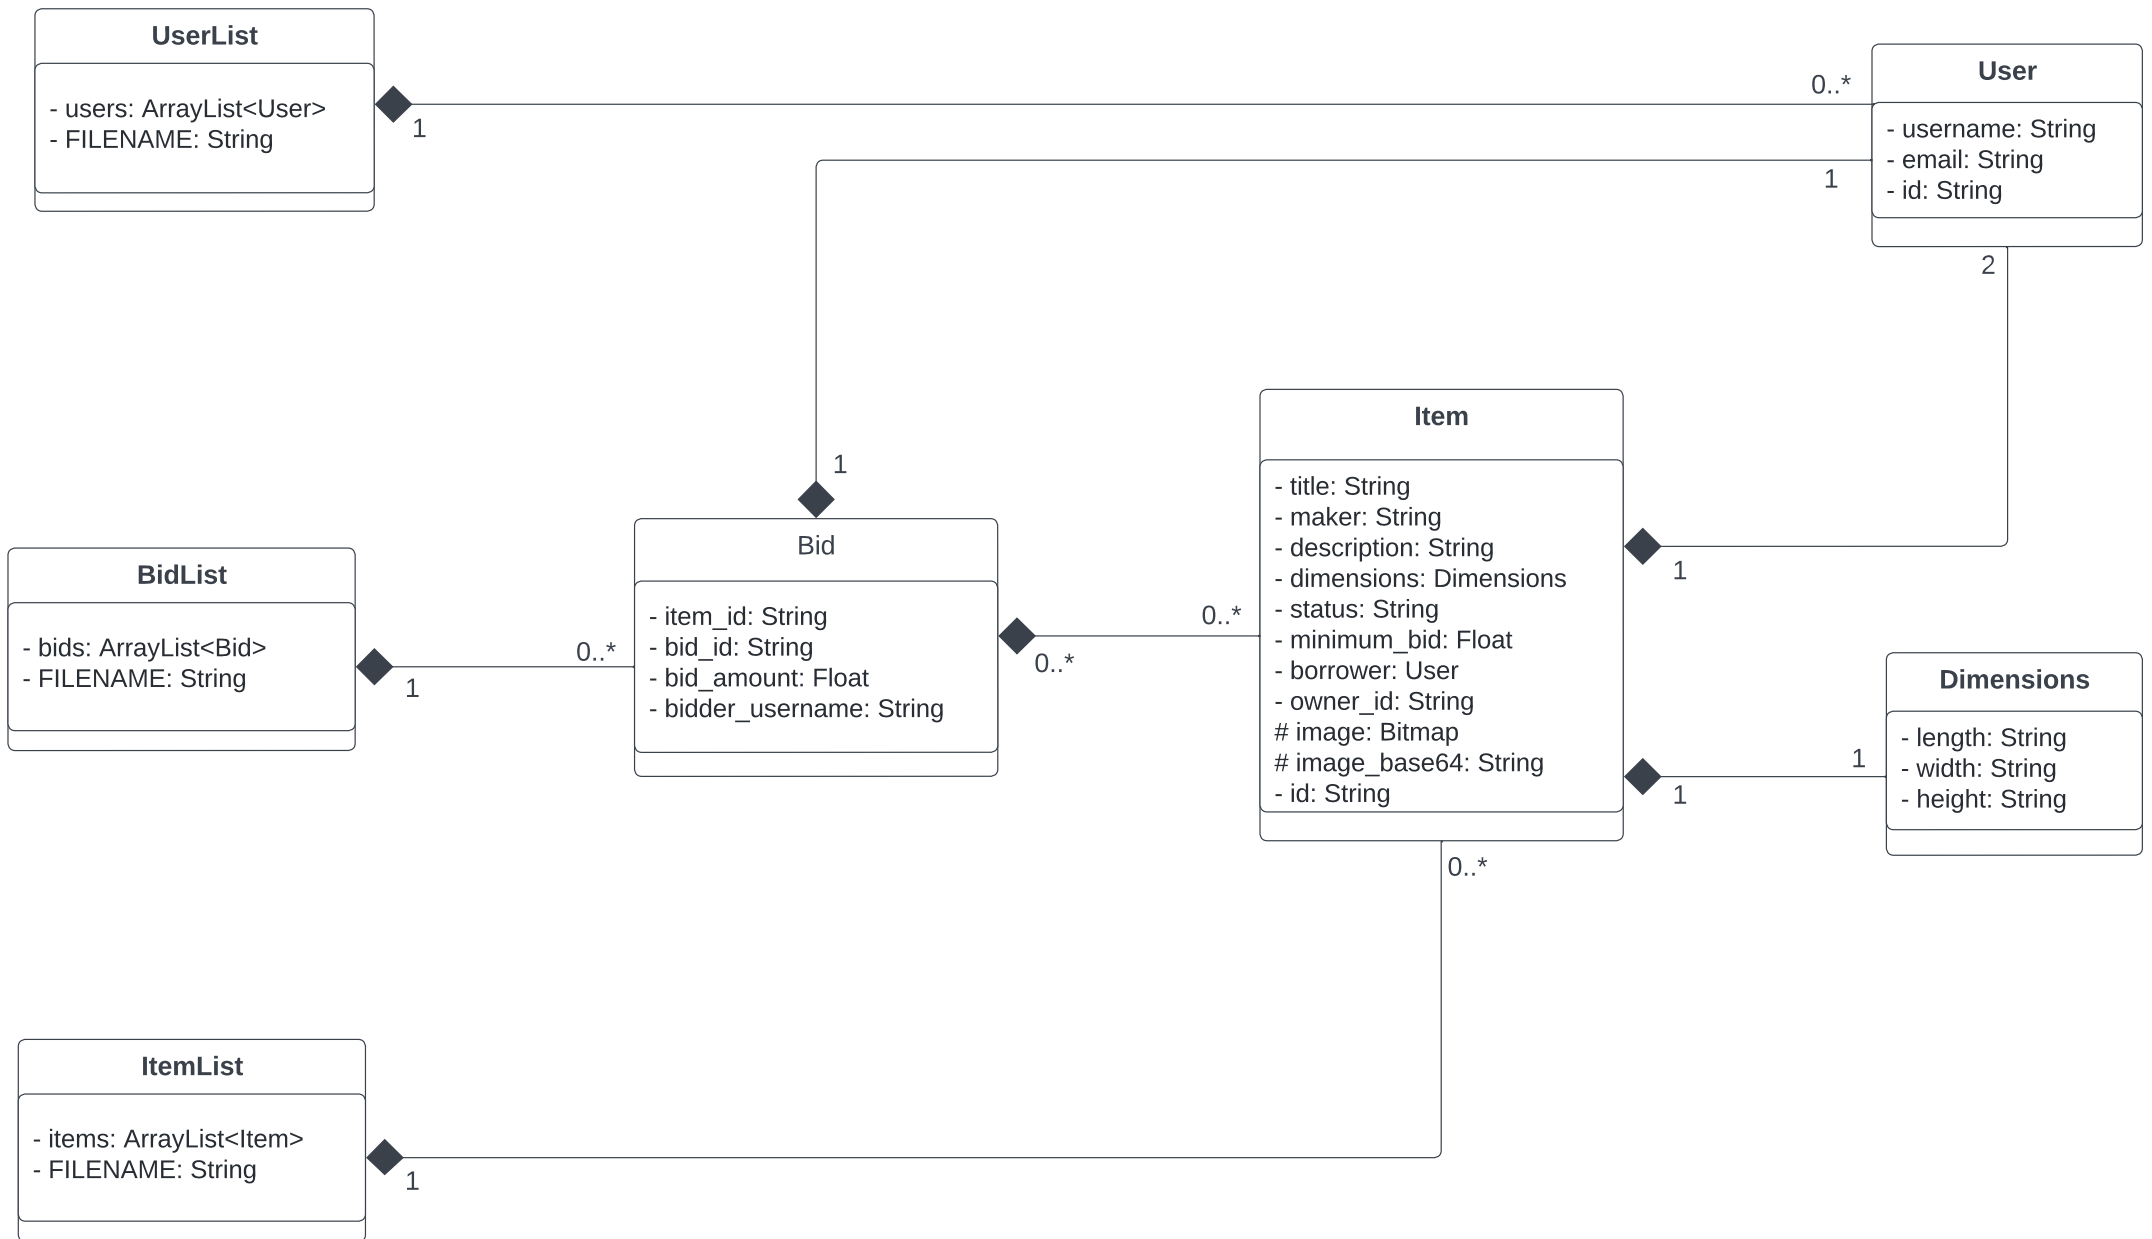 UserList
- users: ArrayList<User>
- FILENAME: String
1
0..*
User
- username: String
- email: String
- id: String
1
2
1
Bid
- item_id: String
- bid_id: String
- bid_amount: Float
- bidder_username: String
BidList
- bids: ArrayList<Bid>
- FILENAME: String
1
0..*
0..*
0..*
Item
- title: String
- maker: String
- description: String
- dimensions: Dimensions
- status: String
- minimum_bid: Float
- borrower: User
- owner_id: String
# image: Bitmap
# image_base64: String
- id: String
1
1
1
Dimensions
- length: String
- width: String
- height: String
0..*
ItemList
- items: ArrayList<Item>
- FILENAME: String
1